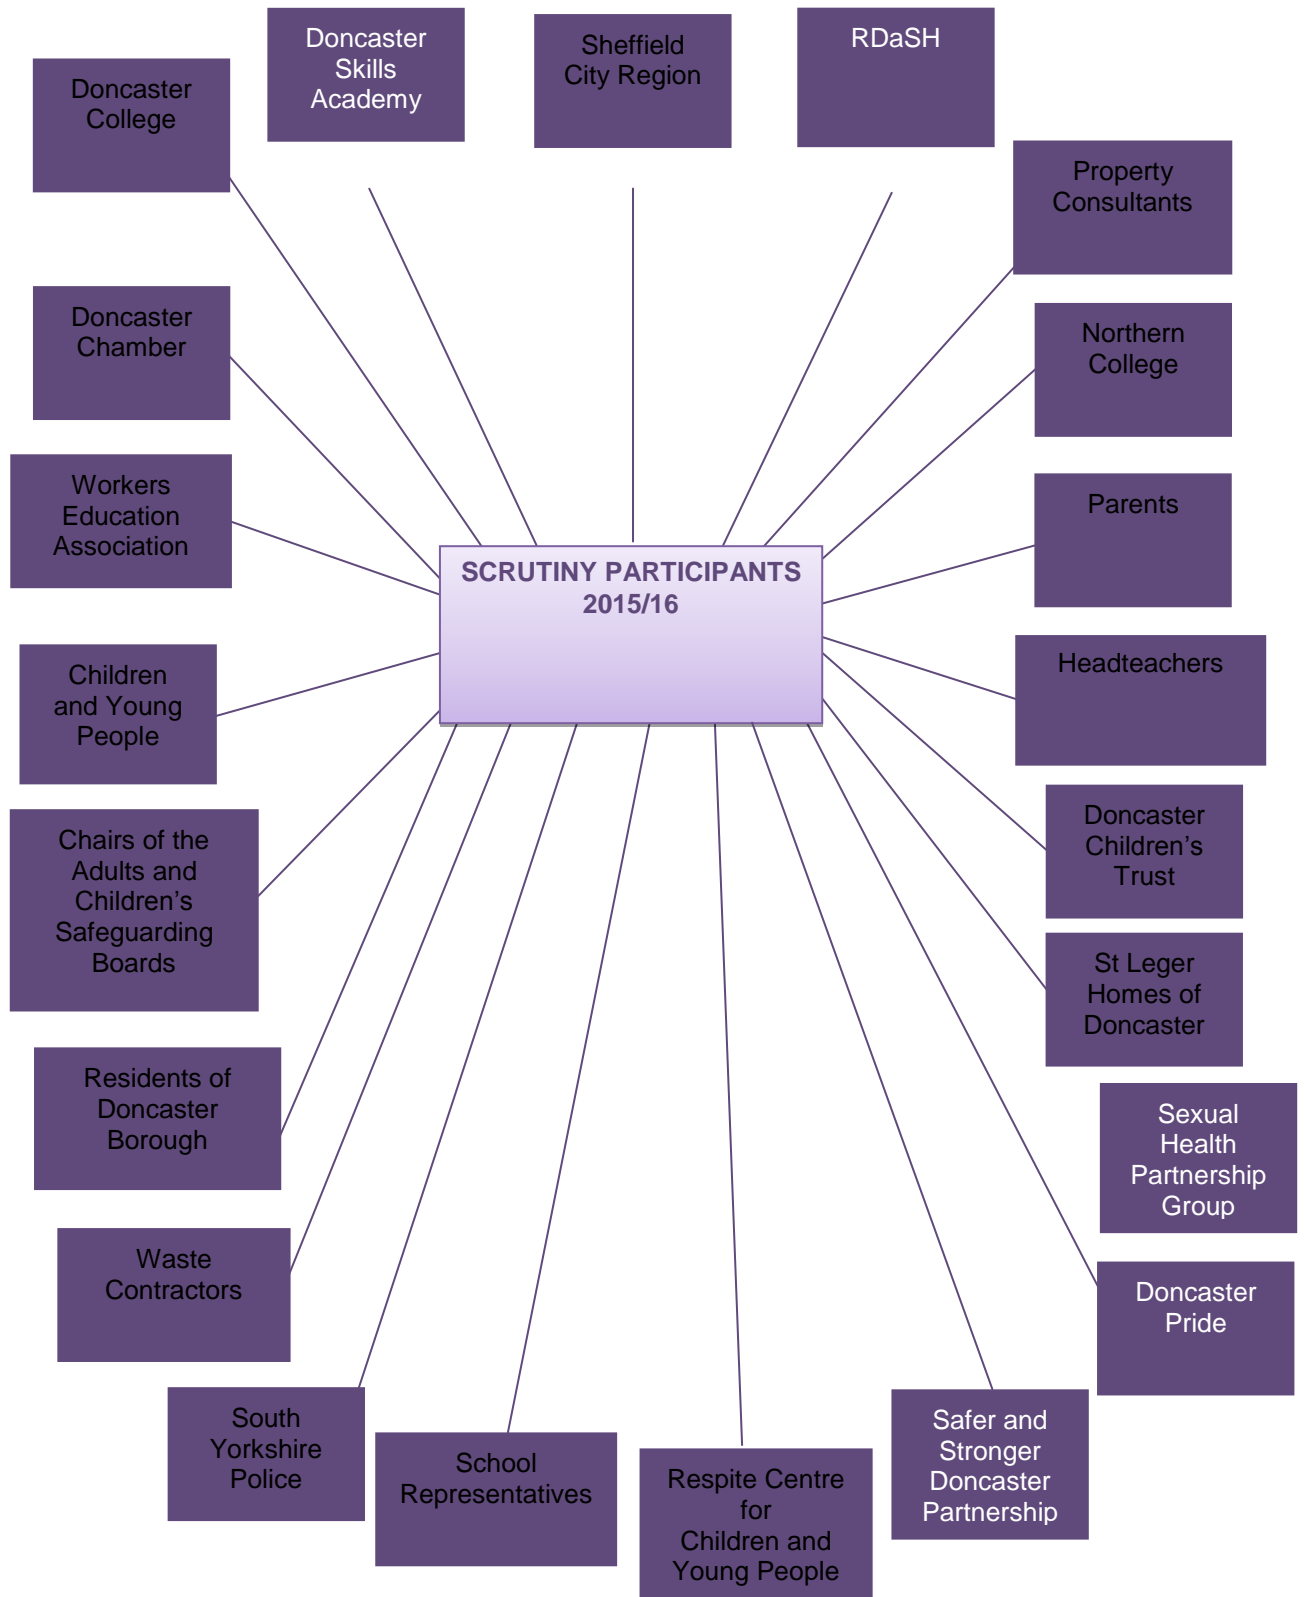 Doncaster
Skills
Academy
Sheffield
City Region
RDaSH
Doncaster
College
Property
Consultants
Doncaster
Chamber
Northern
College
Workers
Education
Association
Parents
SCRUTINY PARTICIPANTS
2015/16
Children
and Young
People
Headteachers
Chairs of the
Adults and
Children’s
Safeguarding
Boards
Doncaster
Children’s
Trust
St Leger
Homes of
Doncaster
Residents of
Doncaster
Borough
Sexual
Health
Partnership
Group
Waste
Contractors
Doncaster
Pride
South
Yorkshire
Police
School
Representatives
Respite Centre
for
Children and
Young People
Safer and
Stronger
Doncaster
Partnership